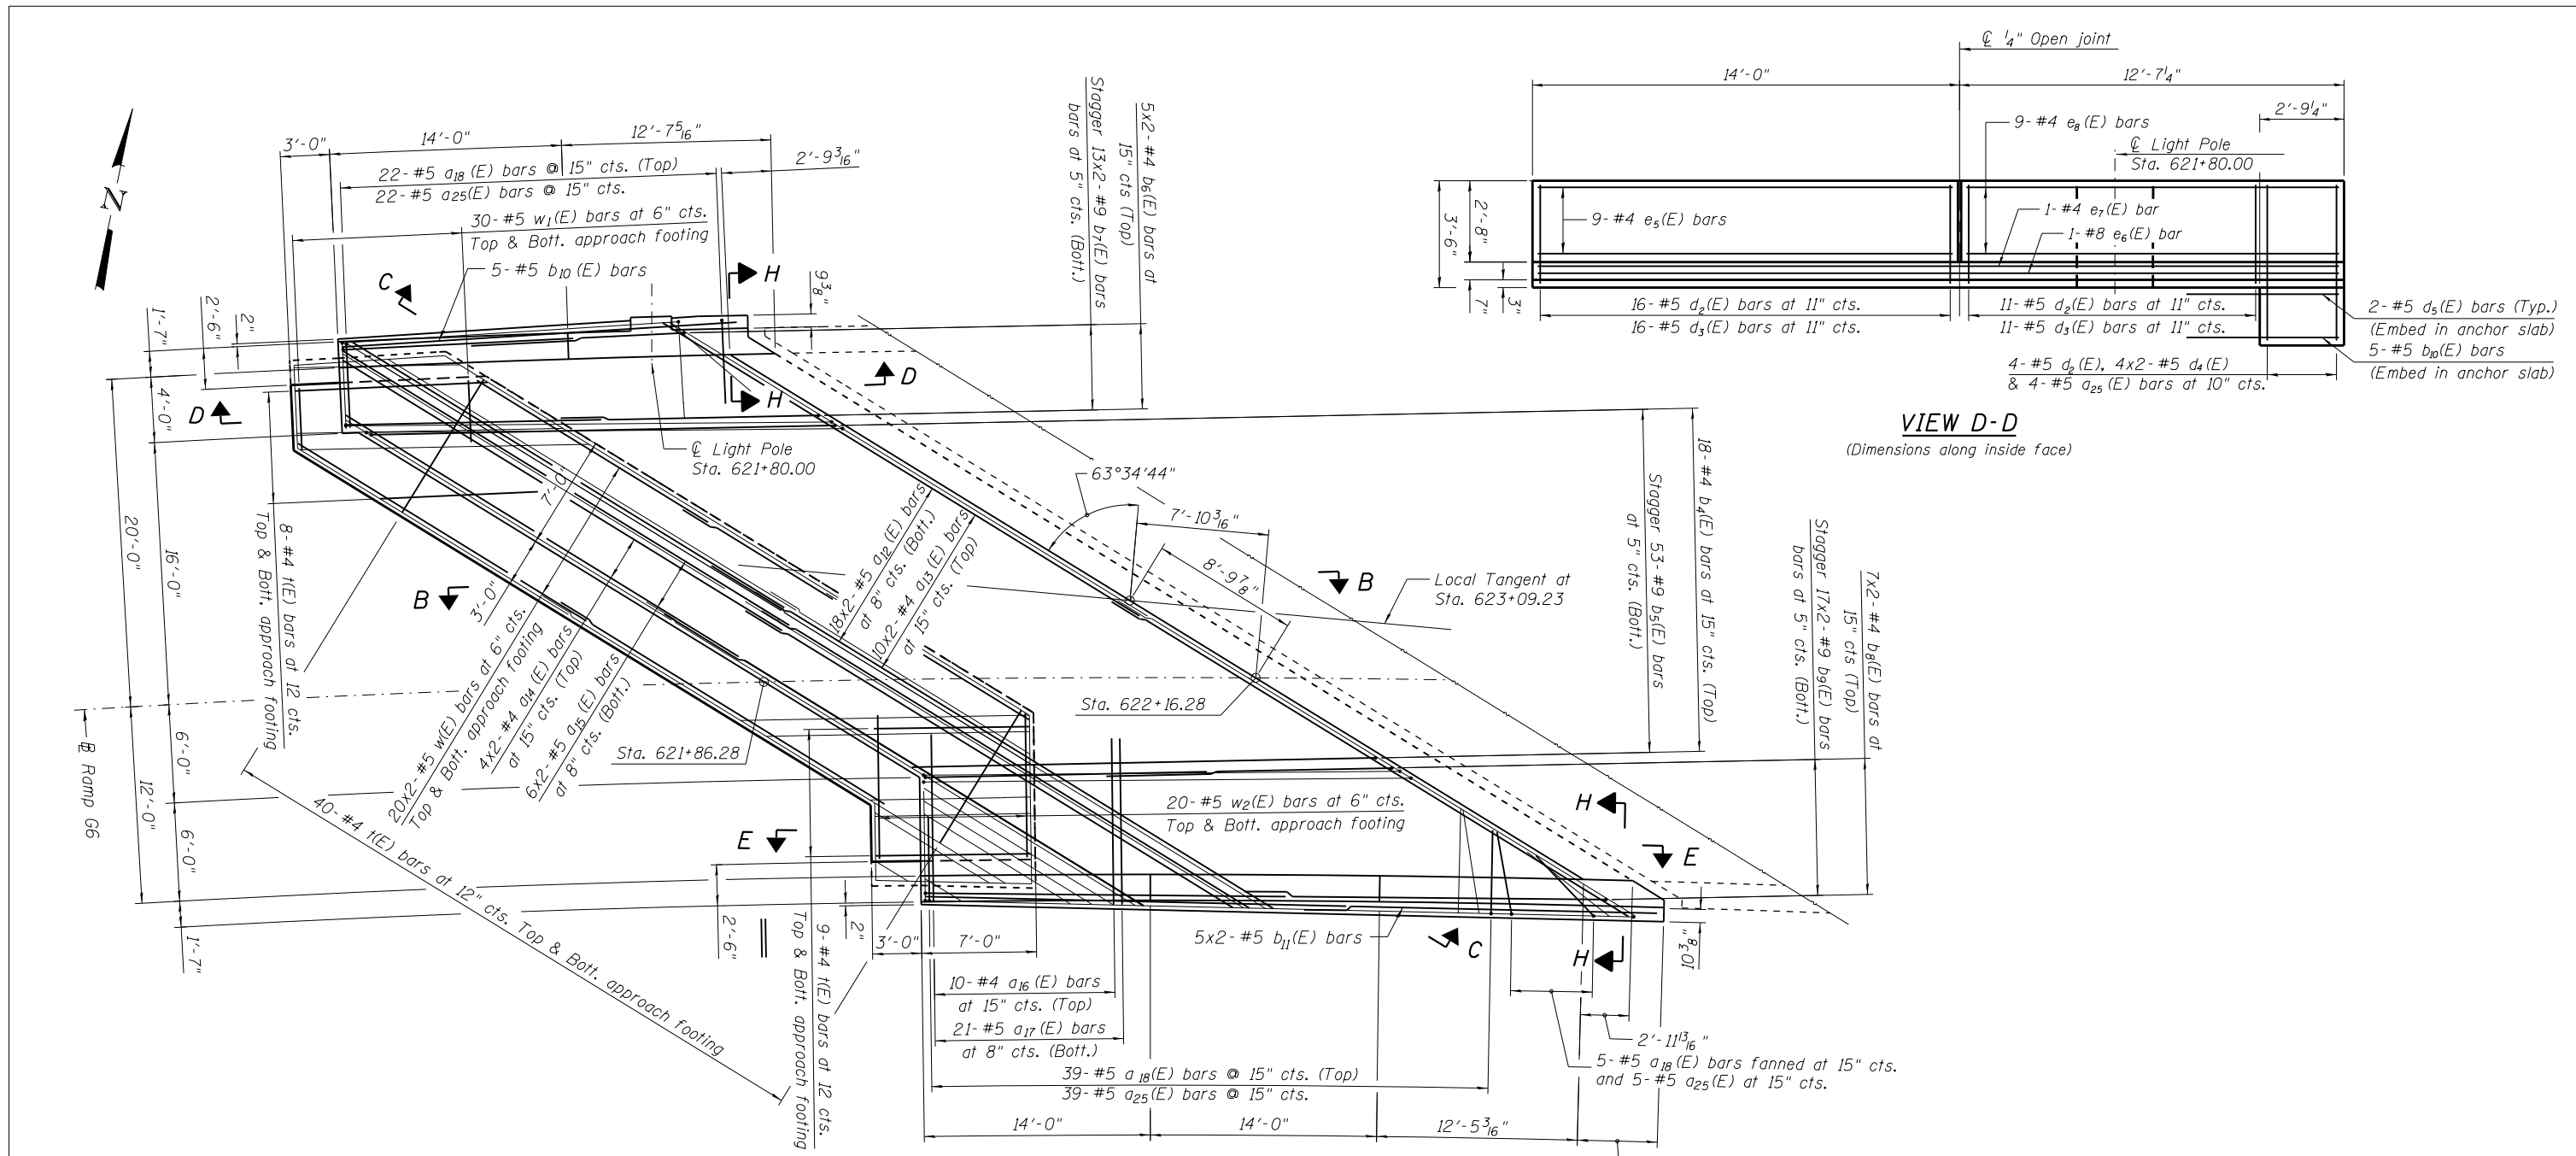 N
3'-0"
14'-0"
12'-7 5/16"
2'-9 3/16"
22- #5 a18 (E) bars @ 15" cts. (Top)
22- #5 a25(E) bars @ 15" cts.
30- #5 w1(E) bars at 6" cts.
Top & Bott. approach footing
5- #5 b10 (E) bars
C
H
9 3/8"
Stagger 13x2- #9 b7(E) bars
bars at 5" cts. (Bott.)
5x2- #4 b6(E) bars at
15" cts (Top)
1'-7"
2'-6"
2"
4'-0"
D
D
H
℄ Light Pole
Sta. 621+80.00
20'-0"
16'-0"
8- #4 t(E) bars at 12 cts.
Top & Bott. approach footing
7'-0"
3'-0"
B
18x2- #5 a12 (E) bars
at 8" cts. (Bott.)
10x2- #4 a13 (E) bars
at 15" cts. (Top)
63°34'44"
7'-10 3/16"
8'-9 7/8"
B
Local Tangent at
Sta. 623+09.23
Stagger 53- #9 b5(E) bars
at 5" cts. (Bott.)
18- #4 b4(E) bars at 15" cts. (Top)
Stagger 17x2- #9 b9(E) bars
bars at 5" cts. (Bott.)
7x2- #4 b8(E) bars at
15" cts (Top)
20x2- #5 w(E) bars at 6" cts.
Top & Bott. approach footing
4x2- #4 a14 (E) bars
at 15" cts. (Top)
6x2- #5 a15 (E) bars
at 8" cts. (Bott.)
Sta. 621+86.28
Sta. 622+16.28
℄ Ramp G6
6'-0"
12'-0"
6'-0"
1'-7"
40- #4 t(E) bars at 12" cts. Top & Bott. approach footing
E
20- #5 w2(E) bars at 6" cts.
Top & Bott. approach footing
H
E
2'-6"
2"
3'-0"
7'-0"
9- #4 t(E) bars at 12 cts.
Top & Bott. approach footing
5x2- #5 b11(E) bars
C
H
10 3/8"
10- #4 a16 (E) bars
at 15" cts. (Top)
21- #5 a17 (E) bars
at 8" cts. (Bott.)
2'-11 13/16"
5- #5 a18(E) bars fanned at 15" cts.
and 5- #5 a25(E) at 15" cts.
39- #5 a18(E) bars @ 15" cts. (Top)
39- #5 a25(E) bars @ 15" cts.
14'-0"
14'-0"
12'-5 3/16"
℄ 1/4" Open joint
14'-0"
12'-7 1/4"
2'-9 1/4"
9- #4 e8(E) bars
℄ Light Pole
Sta. 621+80.00
3'-6"
2'-8"
7"
3"
9- #4 e5(E) bars
1- #4 e7(E) bar
1- #8 e6(E) bar
16- #5 d2(E) bars at 11" cts.
16- #5 d3(E) bars at 11" cts.
11- #5 d2(E) bars at 11" cts.
11- #5 d3(E) bars at 11" cts.
2- #5 d5(E) bars (Typ.)
(Embed in anchor slab)
5- #5 b10(E) bars
(Embed in anchor slab)
4- #5 d2(E), 4x2- #5 d4(E)
& 4- #5 a25 (E) bars at 10" cts.
VIEW D-D
(Dimensions along inside face)